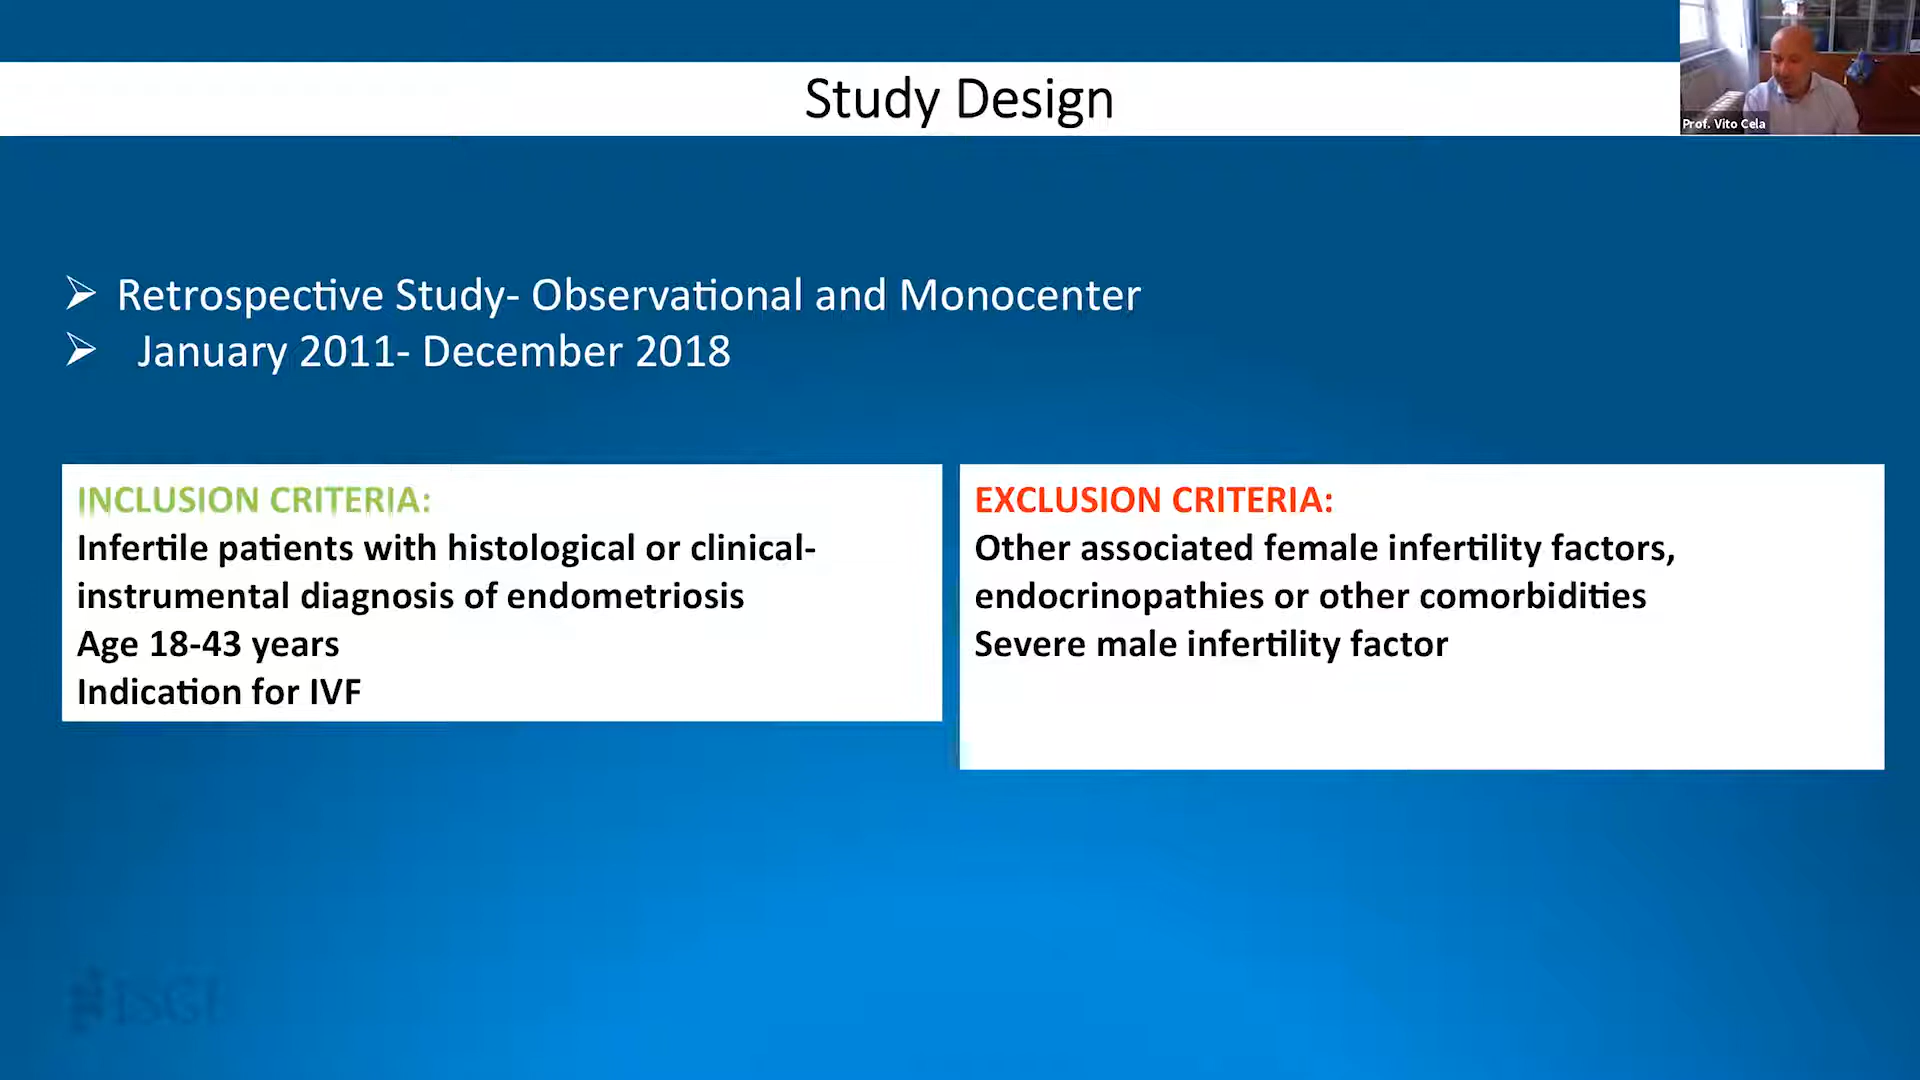 Study Design
Prof. Vito Cela
➢ Retrospective Study- Observational and Monocenter
➢ January 2011- December 2018
INCLUSION CRITERIA:
Infertile patients with histological or clinical-
instrumental diagnosis of endometriosis
Age 18-43 years
Indication for IVF
EXCLUSION CRITERIA:
Other associated female infertility factors,
endocrinopathies or other comorbidities
Severe male infertility factor